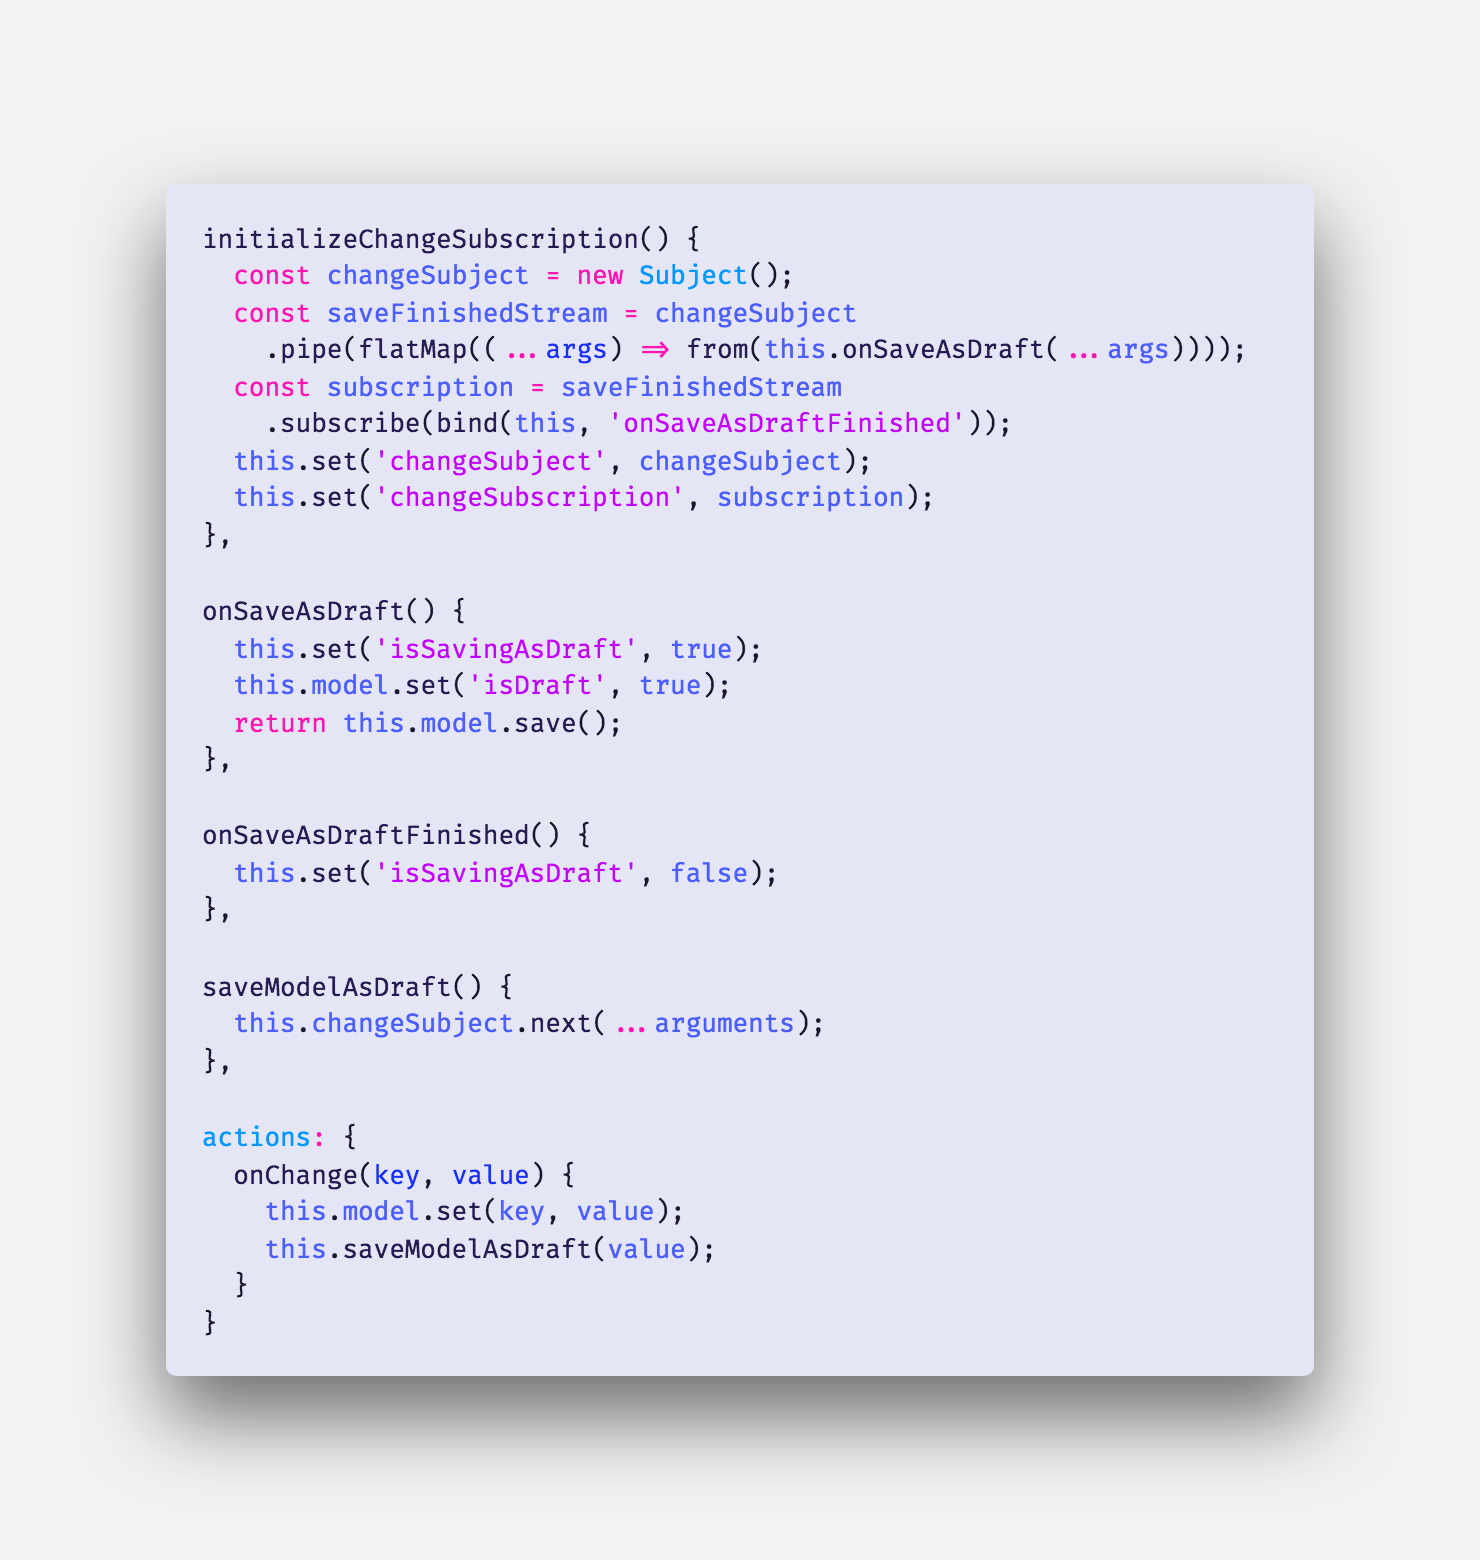 initializeChangeSubscription() {
  const changeSubject = new Subject();
  const saveFinishedStream = changeSubject
    .pipe(flatMap((...args) => from(this.onSaveAsDraft(...args))));
  const subscription = saveFinishedStream
    .subscribe(bind(this, 'onSaveAsDraftFinished'));
  this.set('changeSubject', changeSubject);
  this.set('changeSubscription', subscription);
},

onSaveAsDraft() {
  this.set('isSavingAsDraft', true);
  this.model.set('isDraft', true);
  return this.model.save();
},

onSaveAsDraftFinished() {
  this.set('isSavingAsDraft', false);
},

saveModelAsDraft() {
  this.changeSubject.next(...arguments);
},

actions: {
  onChange(key, value) {
    this.model.set(key, value);
    this.saveModelAsDraft(value);
  }
}